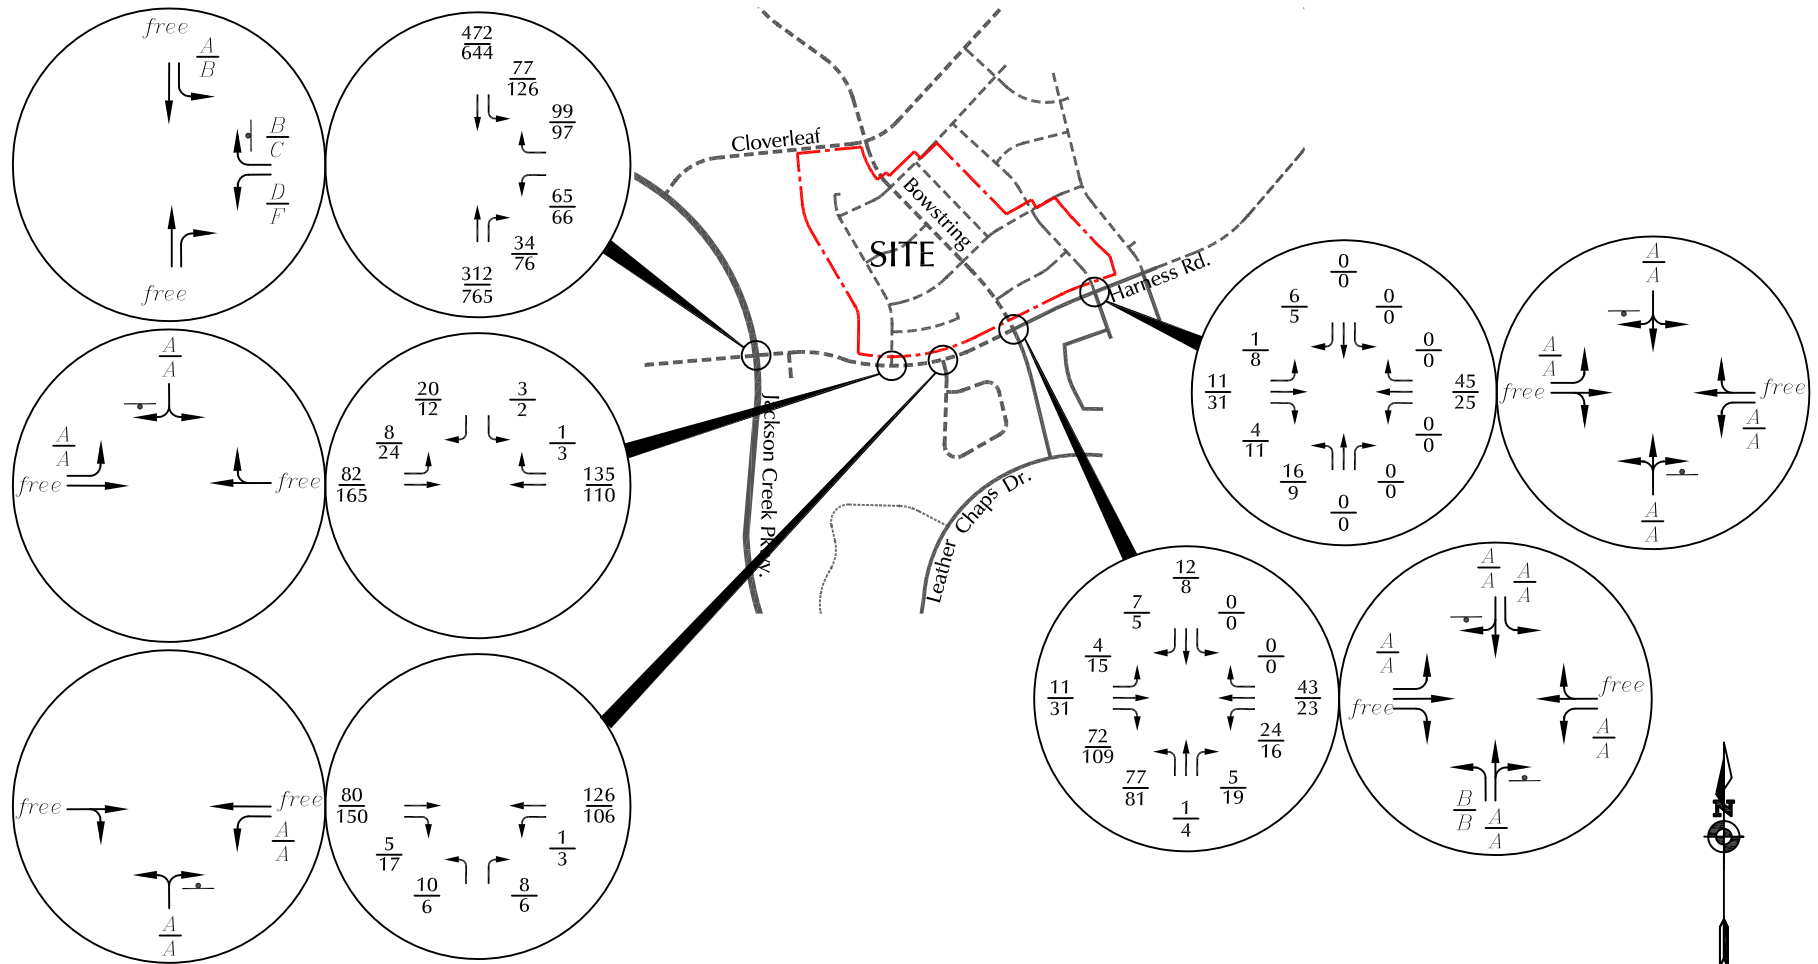 free
A
B
B
C
D
F
free
472
644
77
126
99
97
65
66
34
76
312
765
Cloverleaf
Bowstring
SITE
Harness Rd.
Jackson Creek Pkwy.
Leather Chaps Dr.
A
A
A
A
free
free
20
12
3
2
8
24
1
3
82
165
135
110
free
free
A
A
A
A
80
150
126
106
5
17
1
3
10
6
8
6
0
0
6
5
0
0
1
8
0
0
11
31
45
25
4
11
0
0
16
9
0
0
0
0
A
A
A
A
free
free
A
A
A
A
12
8
7
5
0
0
4
15
0
0
11
31
43
23
72
109
24
16
77
81
5
19
1
4
A
A
A
A
A
A
free
free
A
A
B
B
A
A
N